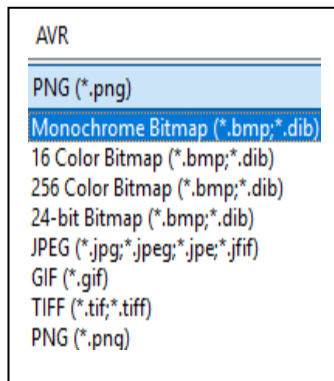 AVR
PNG (*.png)
Monochrome Bitmap (*.bmp;*.dib)
16 Color Bitmap (*.bmp;*.dib)
256 Color Bitmap (*.bmp;*.dib)
24-bit Bitmap (*.bmp;*.dib)
JPEG (*.jpg;*.jpeg;*.jpe;*.jfif)
GIF (*.gif)
TIFF (*.tif;*.tiff)
PNG (*.png)